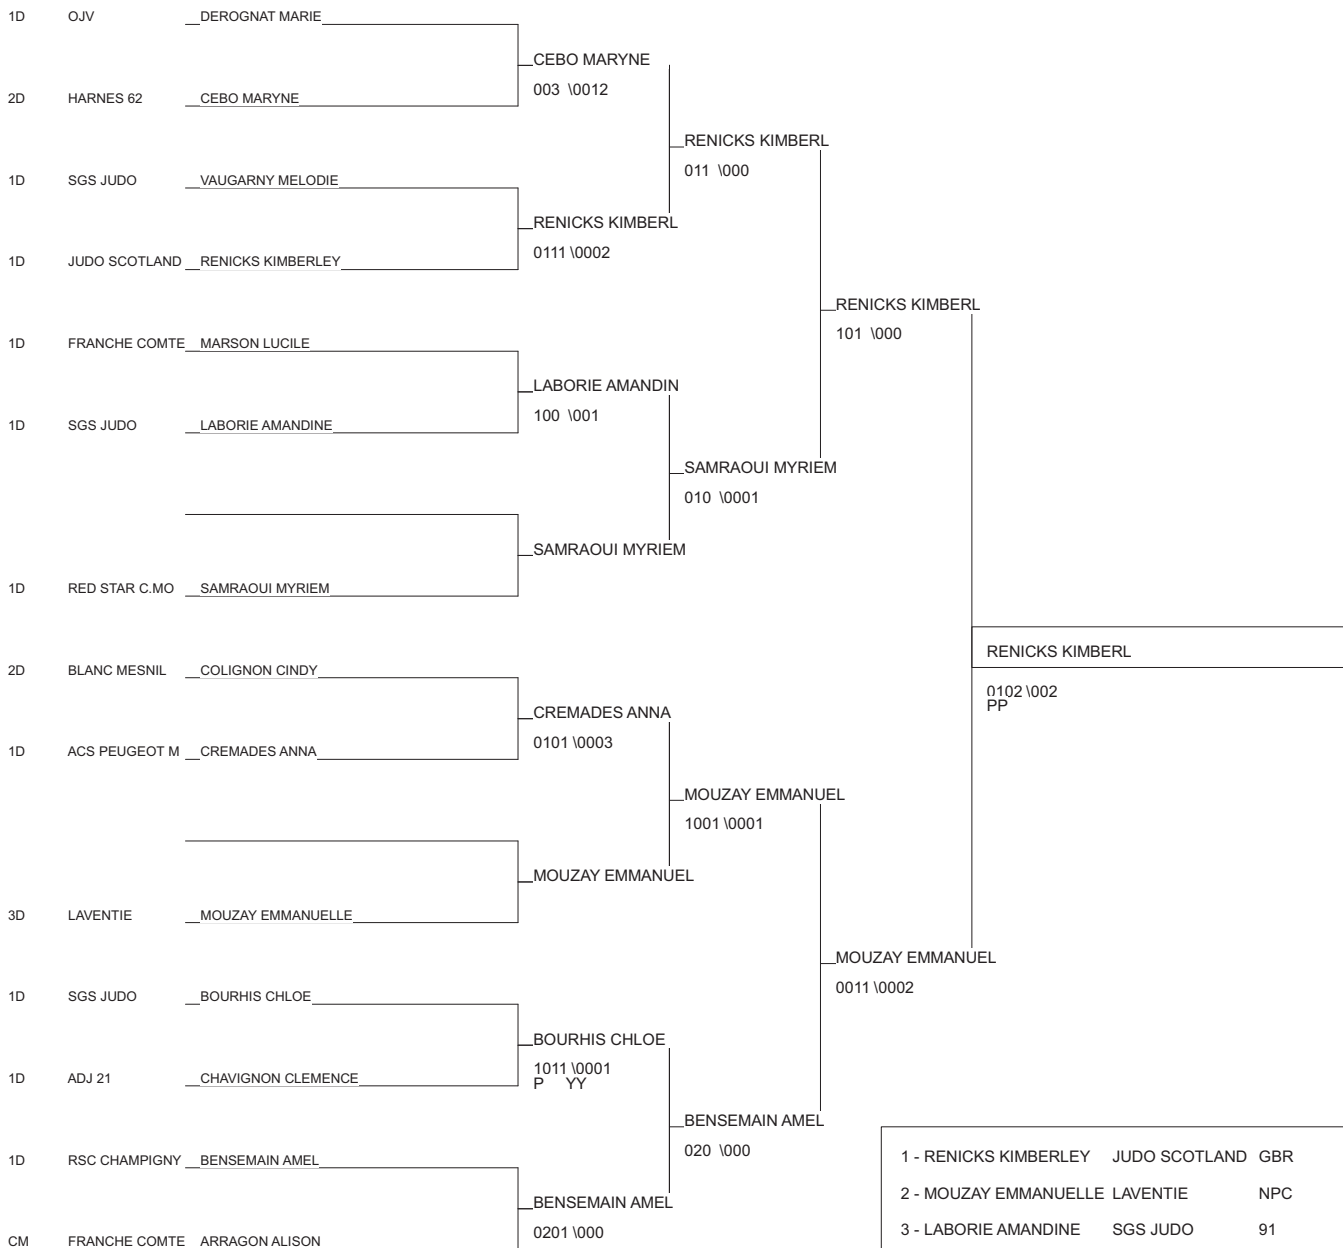 1D OJV DEROGNAT MARIE
CEBO MARYNE
003 \0012
2D HARNES 62 CEBO MARYNE
RENICKS KIMBERL
011 \000
1D SGS JUDO VAUGARNY MELODIE
RENICKS KIMBERL
0111 \0002
1D JUDO SCOTLAND RENICKS KIMBERLEY
RENICKS KIMBERL
101 \000
1D FRANCHE COMTE MARSON LUCILE
LABORIE AMANDIN
100 \001
1D SGS JUDO LABORIE AMANDINE
SAMRAOUI MYRIEM
010 \0001
SAMRAOUI MYRIEM
1D RED STAR C.MO SAMRAOUI MYRIEM
RENICKS KIMBERL
0102 \002
PP
2D BLANC MESNIL COLIGNON CINDY
CREMADES ANNA
0101 \0003
1D ACS PEUGEOT M CREMADES ANNA
MOUZAY EMMANUEL
1001 \0001
MOUZAY EMMANUEL
3D LAVENTIE MOUZAY EMMANUELLE
MOUZAY EMMANUEL
0011 \0002
1D SGS JUDO BOURHIS CHLOE
BOURHIS CHLOE
1011 \0001
P YY
1D ADJ 21 CHAVIGNON CLEMENCE
BENSEMAIN AMEL
020 \000
1D RSC CHAMPIGNY BENSEMAIN AMEL
BENSEMAIN AMEL
0201 \000
CM FRANCHE COMTE ARRAGON ALISON
1 - RENICKS KIMBERLEY JUDO SCOTLAND GBR
2 - MOUZAY EMMANUELLE LAVENTIE NPC
3 - LABORIE AMANDINE SGS JUDO 91